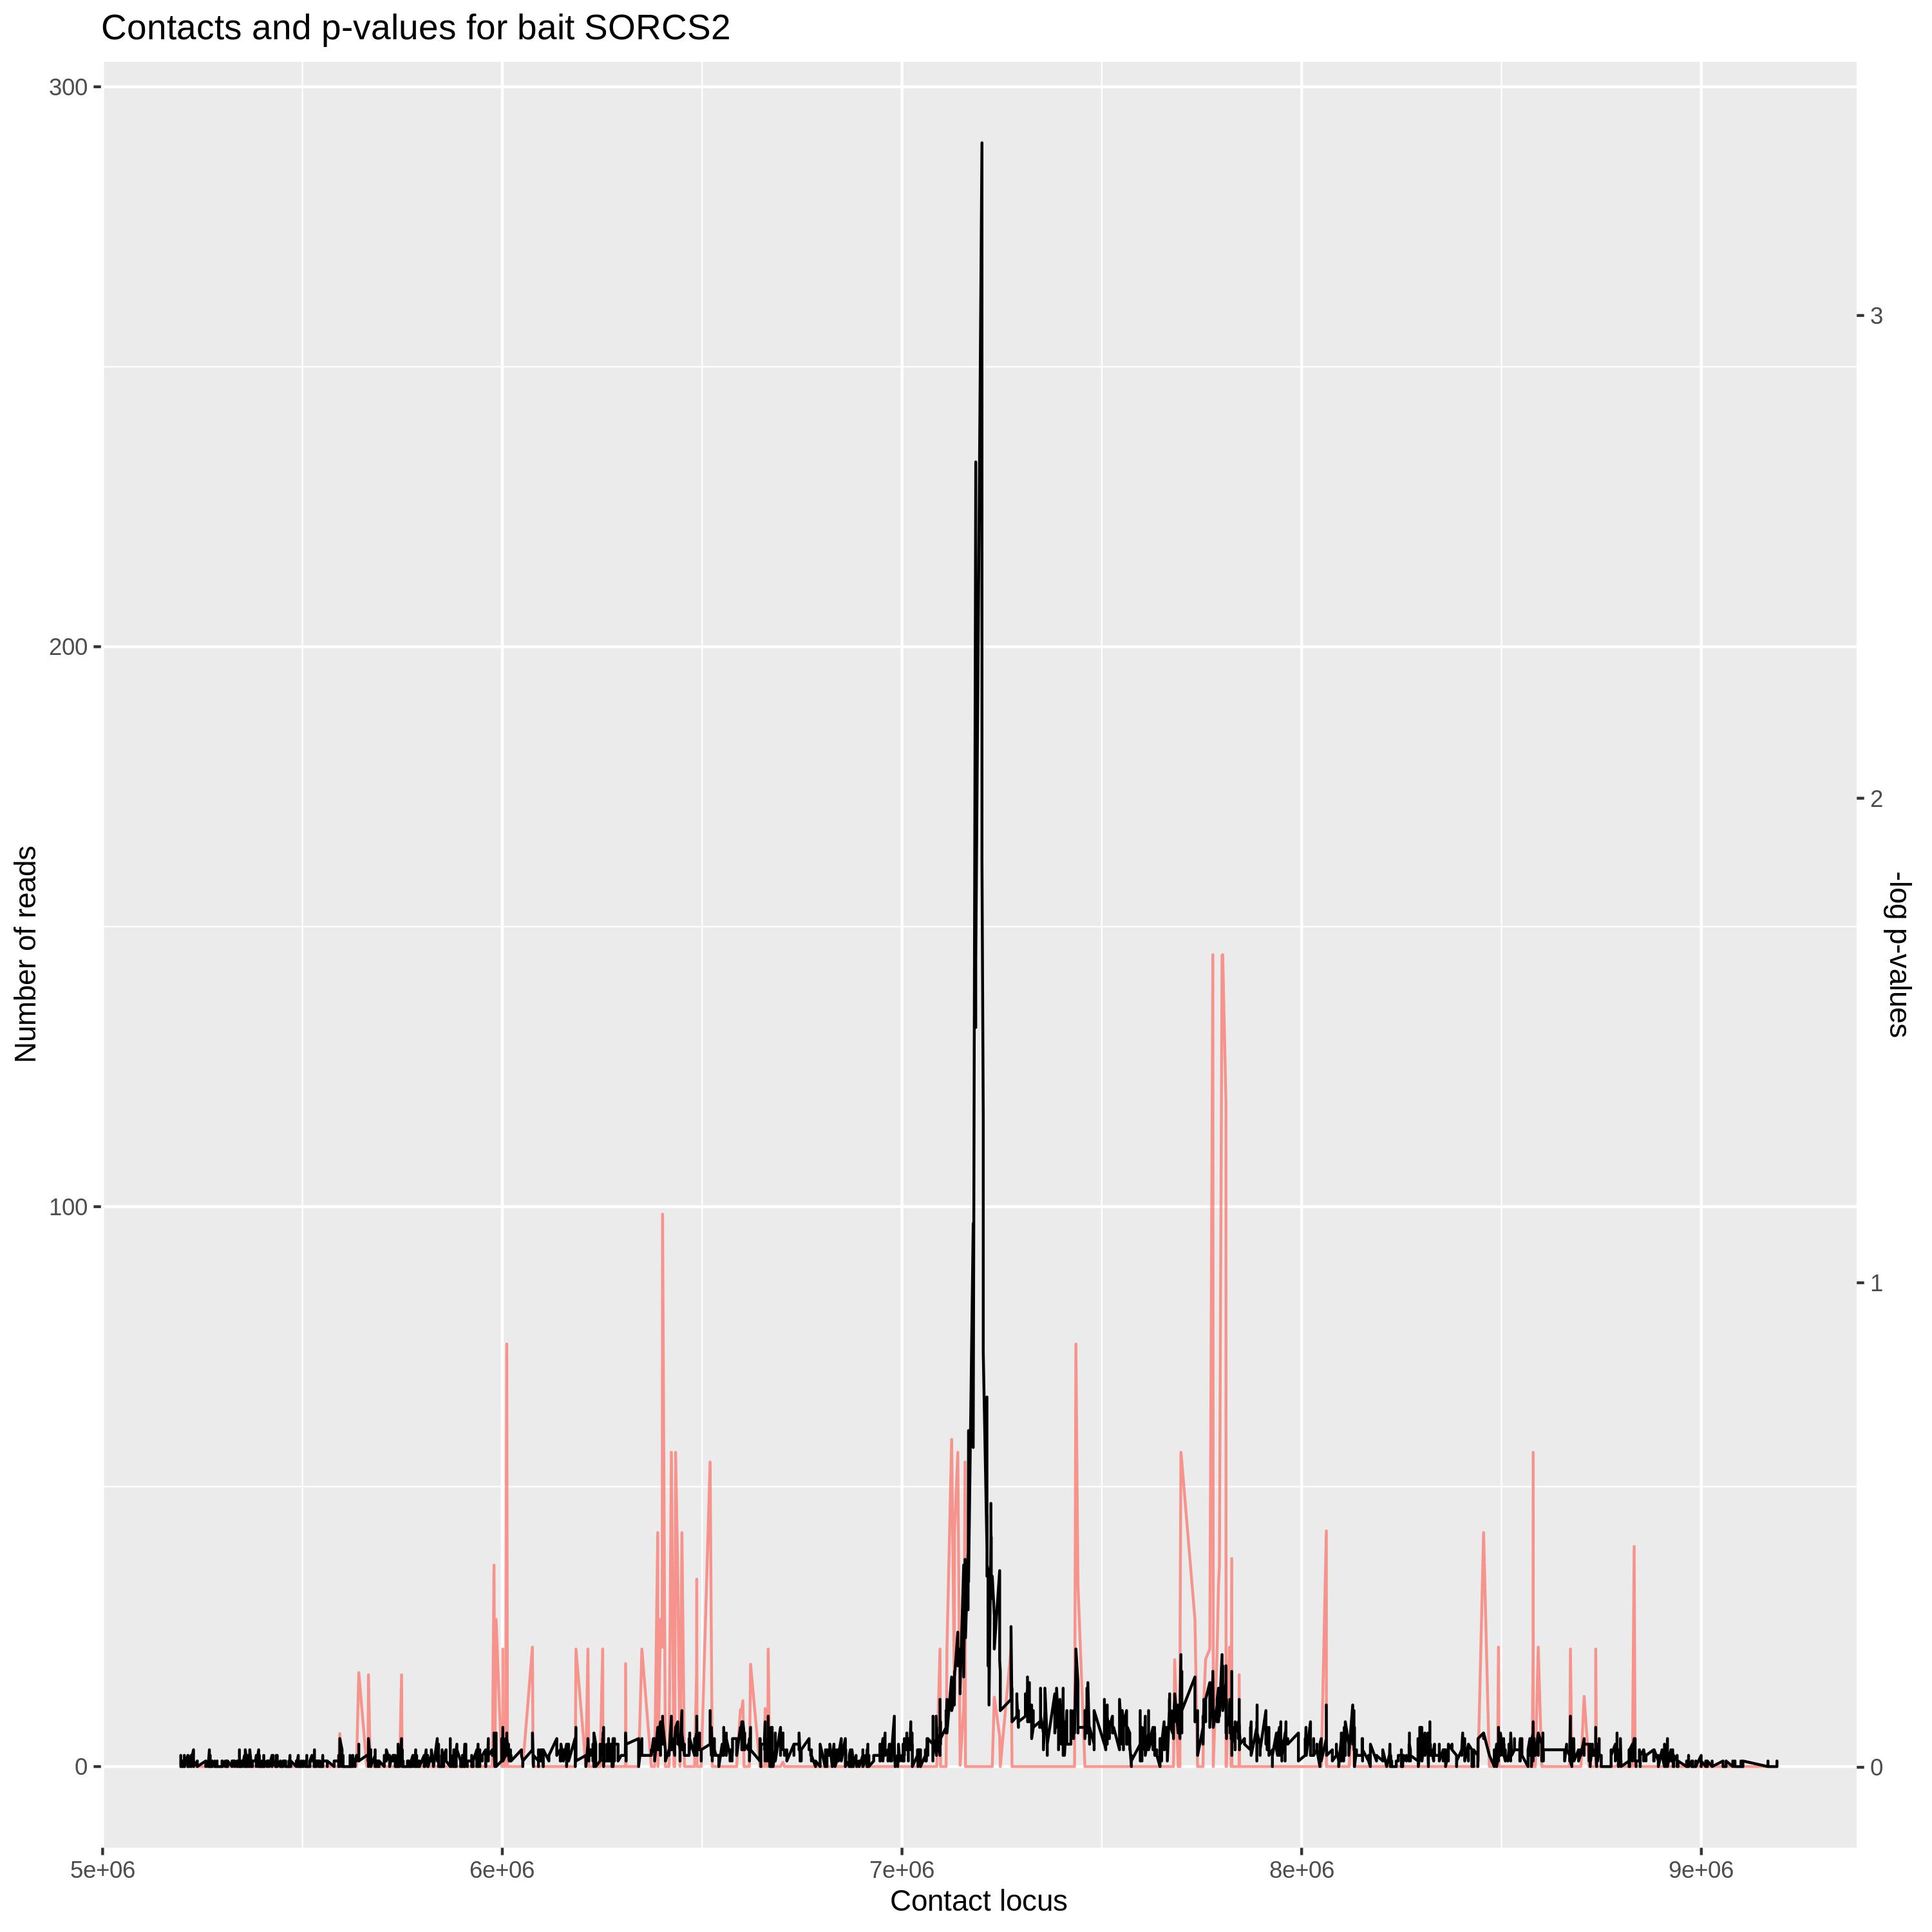 Contacts and p-values for bait SORCS2
300
200
100
0
Number of reads
3
2
1
0
-log p-values
5e+06 6e+06 7e+06 8e+06 9e+06
Contact locus